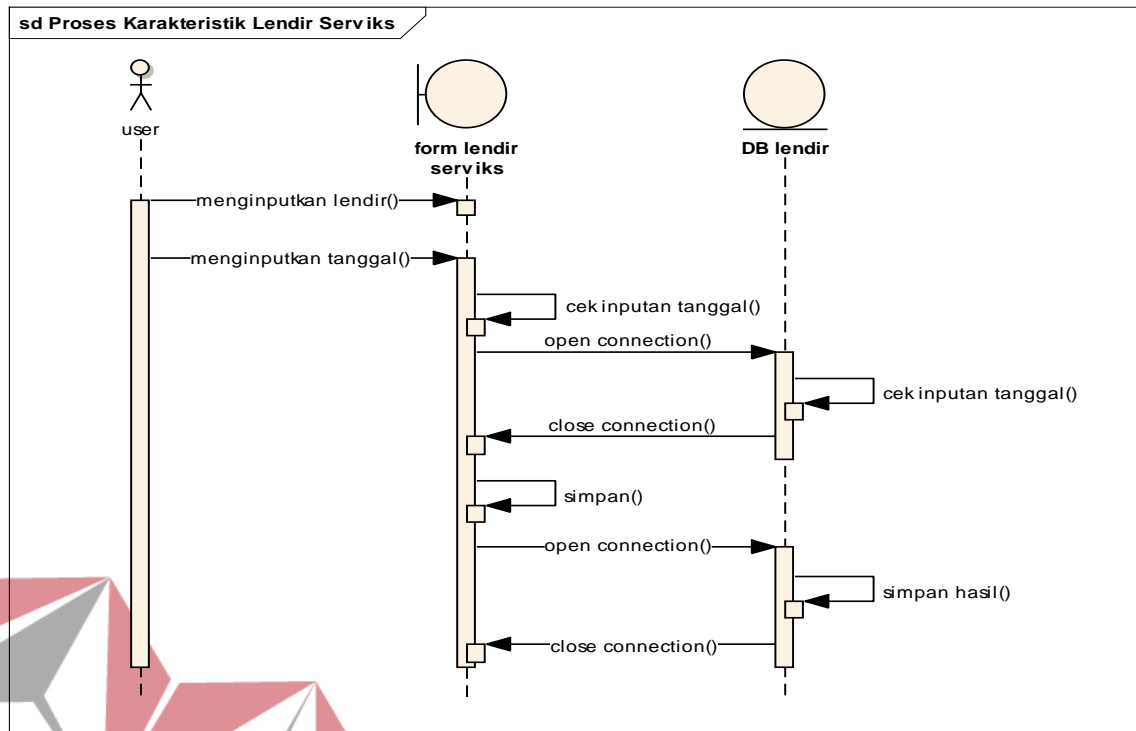 sd Proses Karakteristik Lendir Serviks
user
form lendir
serviks
DB lendir
menginputkan lendir()
menginputkan tanggal()
cek inputan tanggal()
open connection()
cek inputan tanggal()
close connection()
simpan()
open connection()
simpan hasil()
close connection()